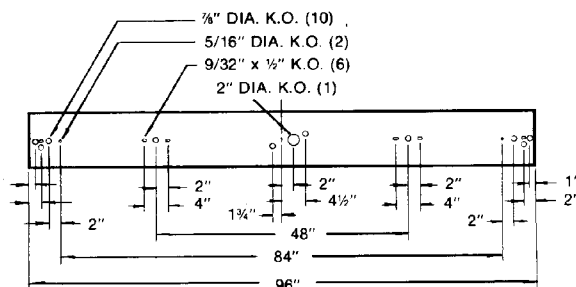 ⅞" DIA. K.O. (10)
5/16" DIA. K.O. (2)
9/32" x ½" K.O. (6)
2" DIA. K.O. (1)
2" 2" 2" 1"
4" 4½" 4" 2"
2" 1¾" 2"
48"
84"
96"